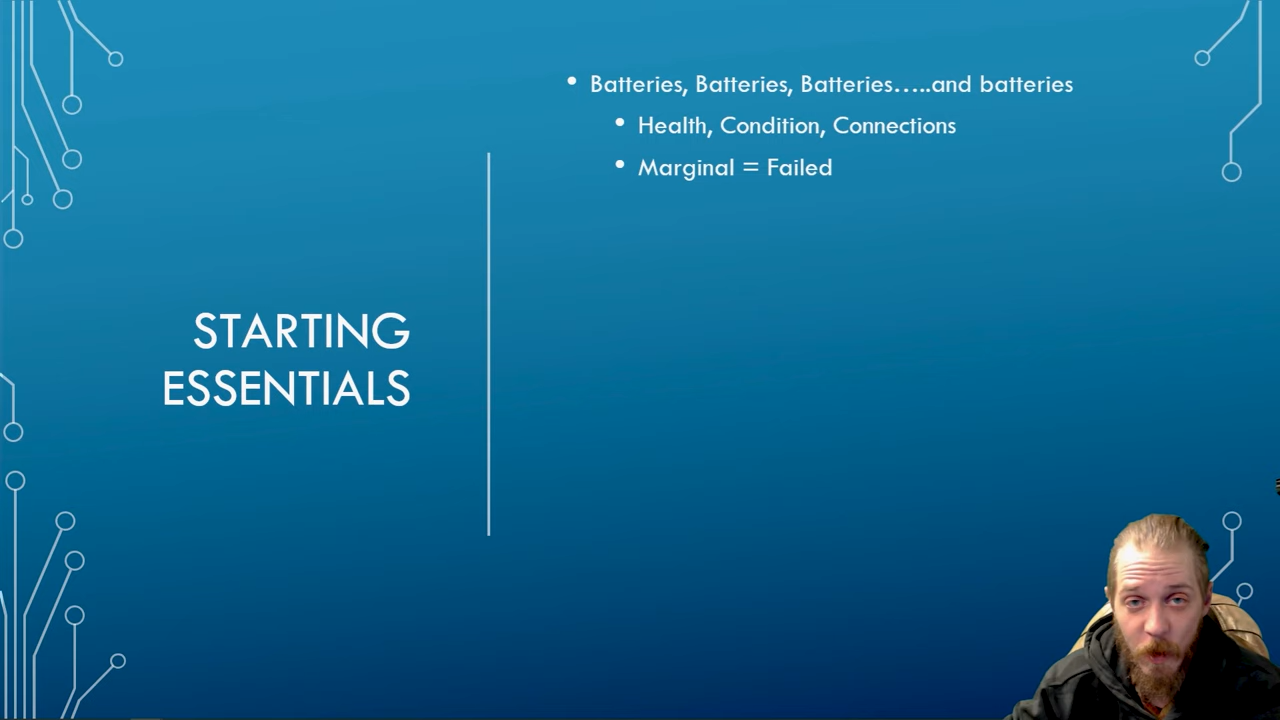 Batteries, Batteries, Batteries…..and batteries
Health, Condition, Connections
Marginal = Failed
STARTING
ESSENTIALS